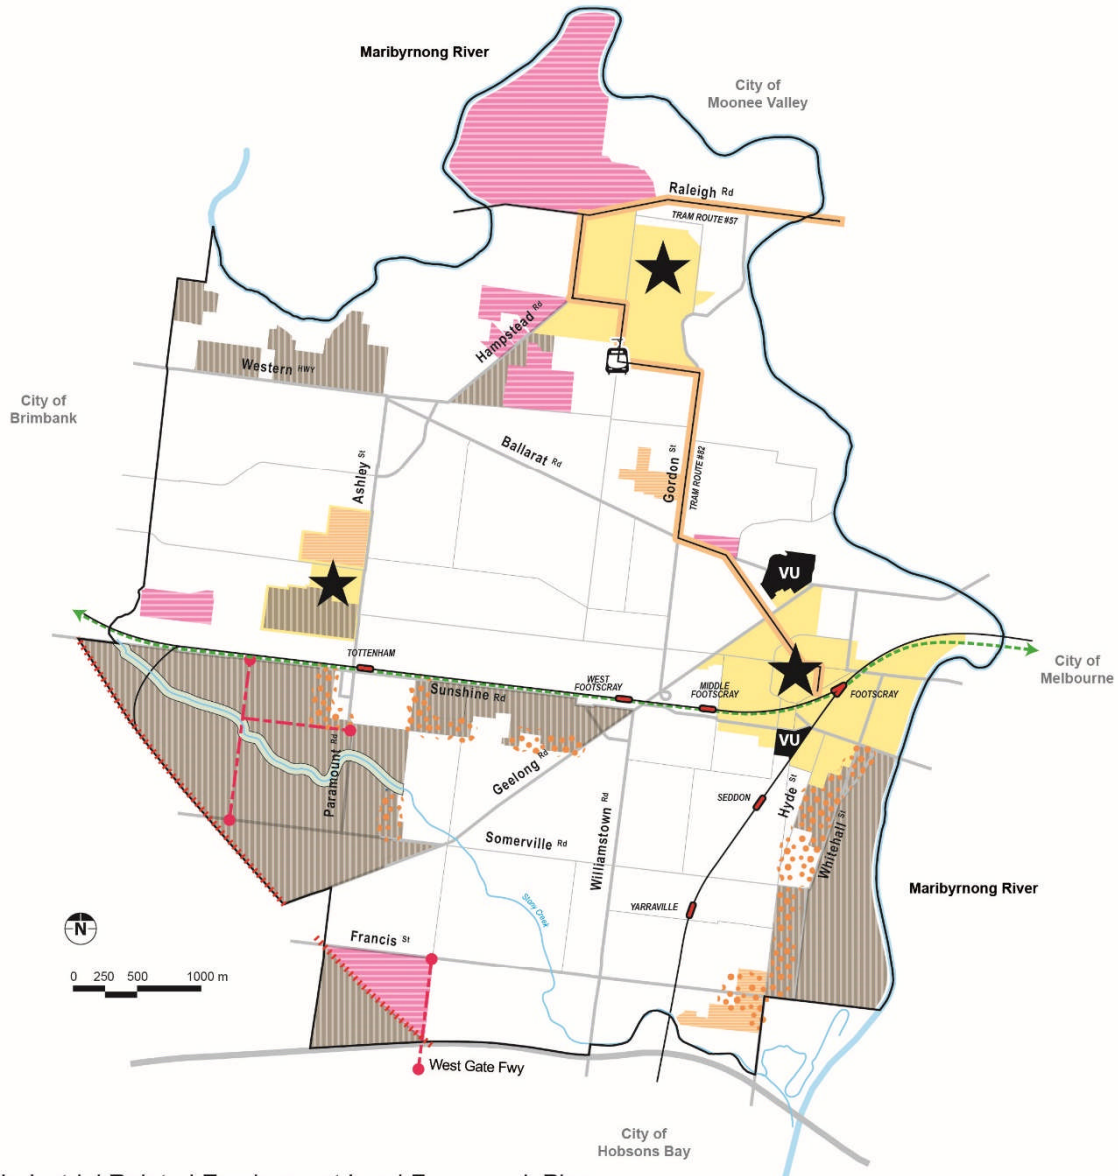 Maribyrnong River
City of
Moonee Valley
Raleigh Rd
TRAM ROUTE #57
Hampstead Rd
Western HWY
City of
Brimbank
Ballarat Rd
Ashley St
Gordon St
TRAM ROUTE #82
VU
TOTTENHAM
Sunshine Rd
WEST
FOOTSCRAY
MIDDLE
FOOTSCRAY
FOOTSCRAY
City of
Melbourne
VU
Paramount Rd
Geelong Rd
SEDDON
Hyde St
Whitehall St
Somerville Rd
Williamstown Rd
Maribyrnong River
Stony Creek
YARRAVILLE
N
Francis St
0 250 500 1000 m
West Gate Fwy
City of
Hobsons Bay